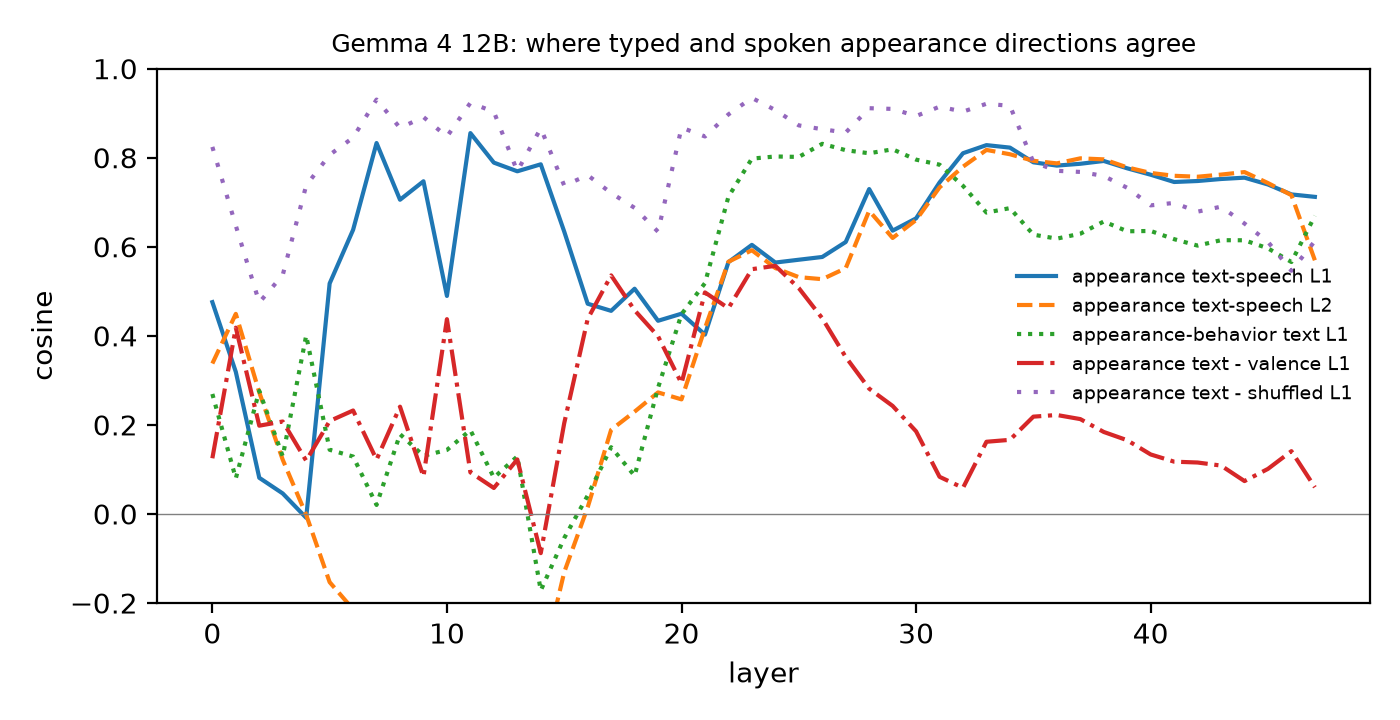 Gemma 4 12B: where typed and spoken appearance directions agree
1.0
0.8
0.6
0.4
0.2
0.0
−0.2
cosine
appearance text-speech L1
appearance text-speech L2
appearance-behavior text L1
appearance text - valence L1
appearance text - shuffled L1
0 10 20 30 40
layer